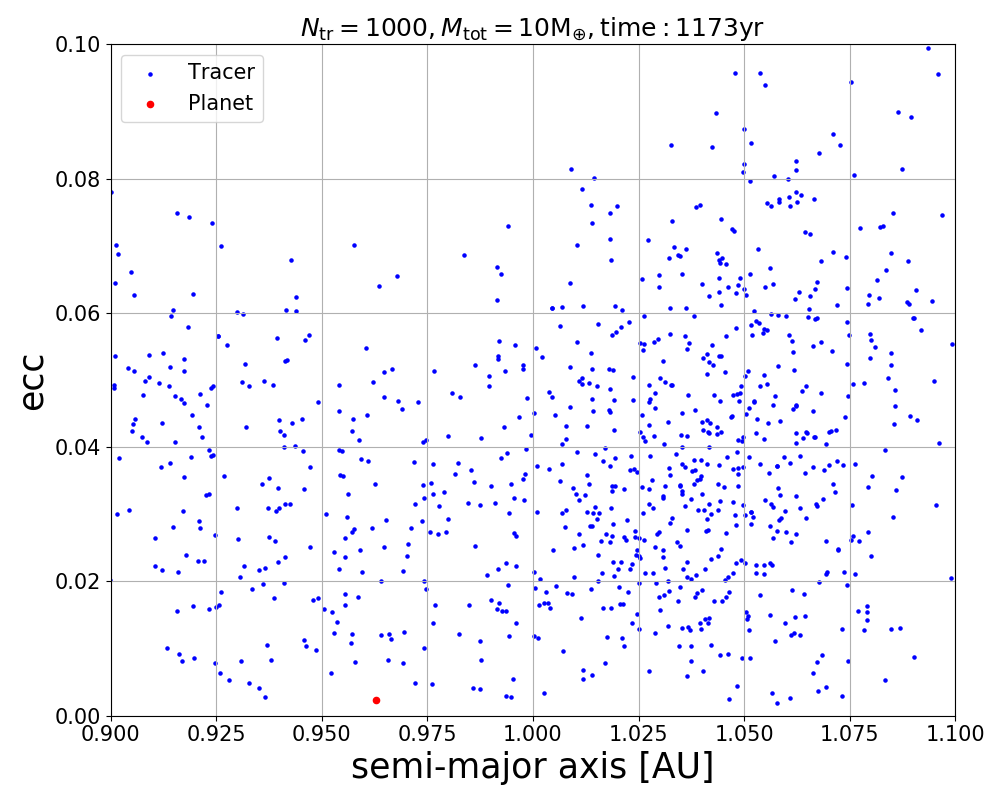 N_tr = 1000, M_tot = 10M_⊕, time : 1173yr
Tracer
Planet
ecc
0.10
0.08
0.06
0.04
0.02
0.00
0.900 0.925 0.950 0.975 1.000 1.025 1.050 1.075 1.100
semi-major axis [AU]